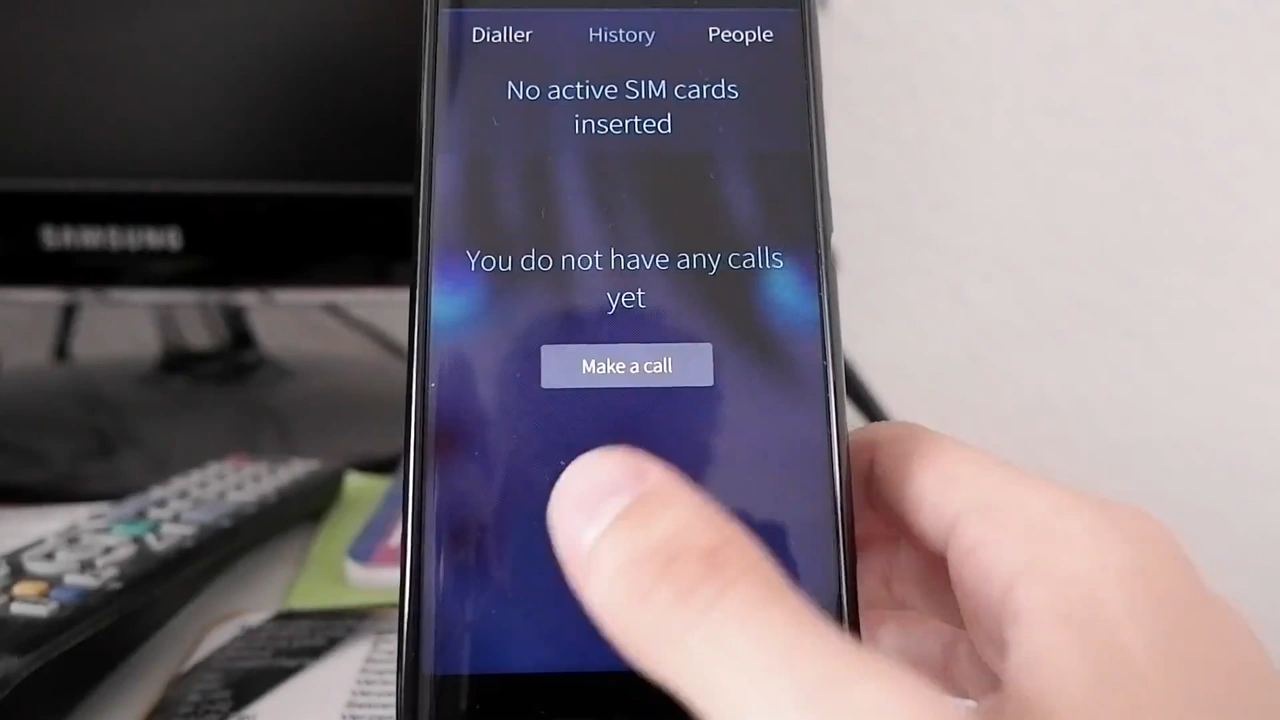 Dialler History People
No active SIM cards
inserted
SAMSUNG
You do not have any calls
yet
Make a call